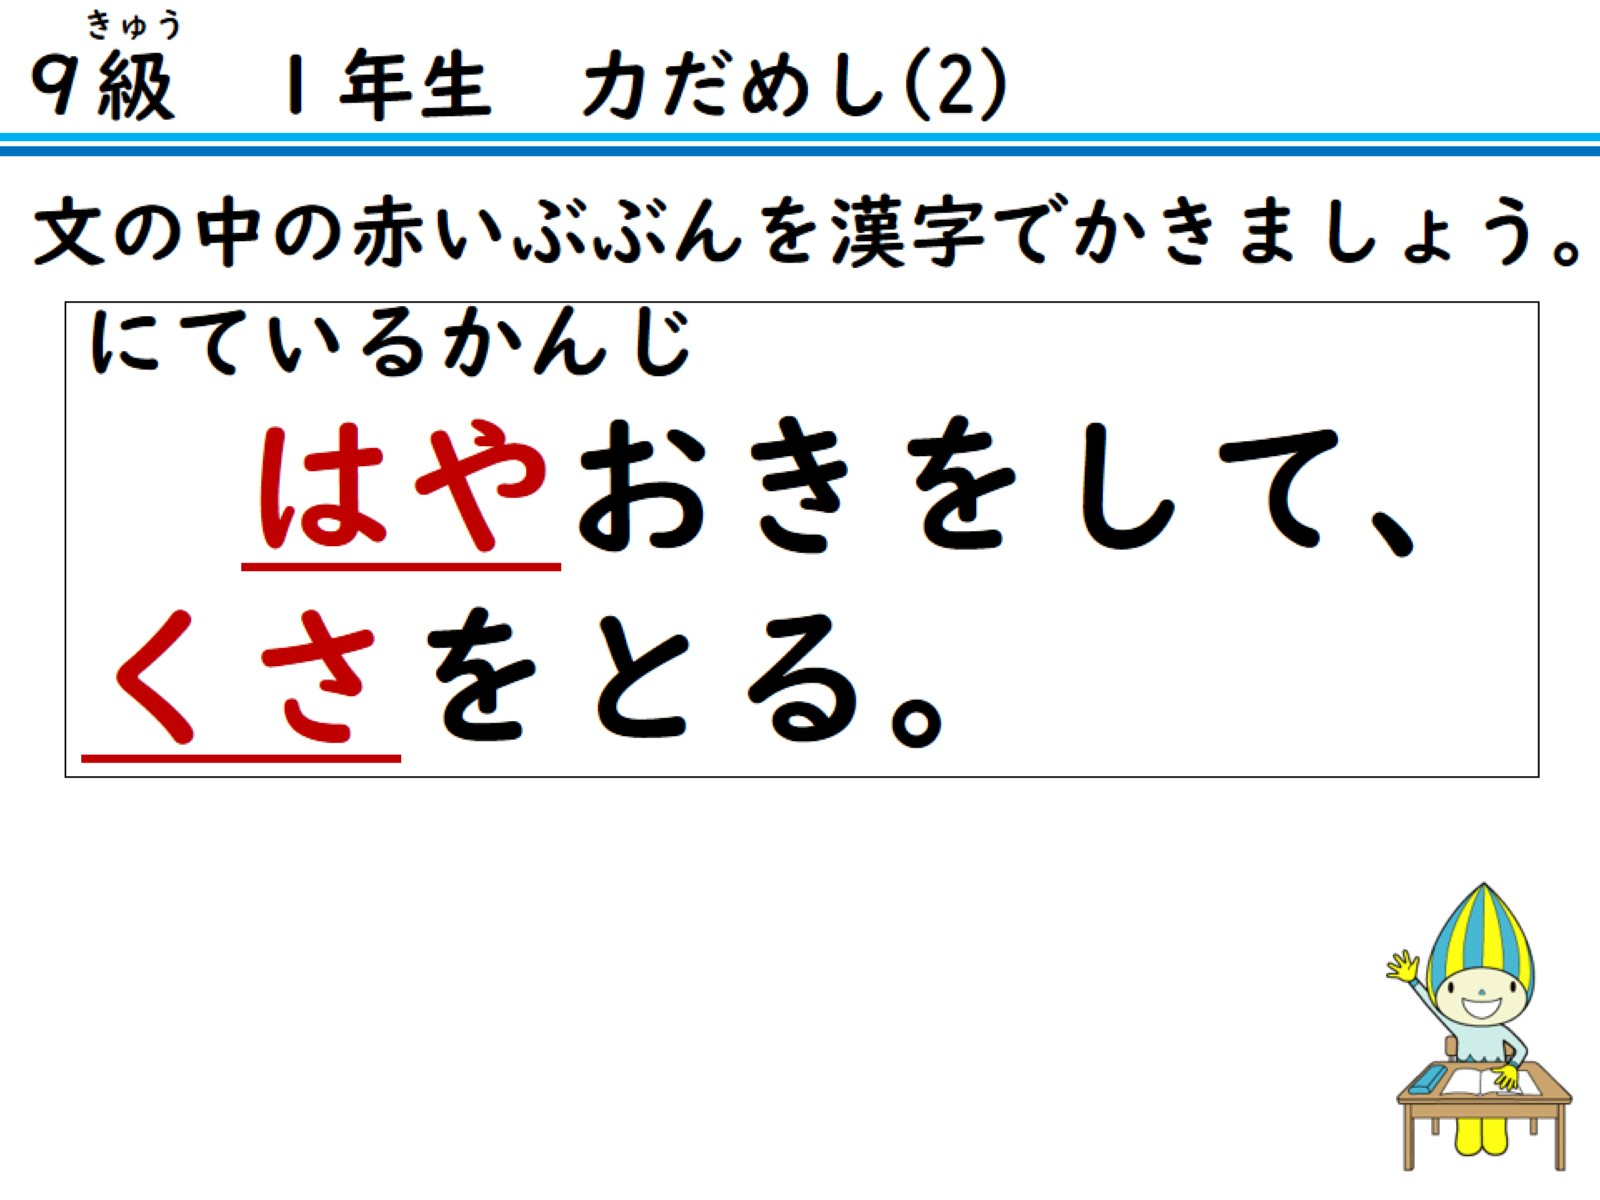 きゅう
9級　1年生　力だめし(2)
文の中の赤いぶぶんを漢字でかきましょう。
にているかんじ
はやおきをして、
くさをとる。